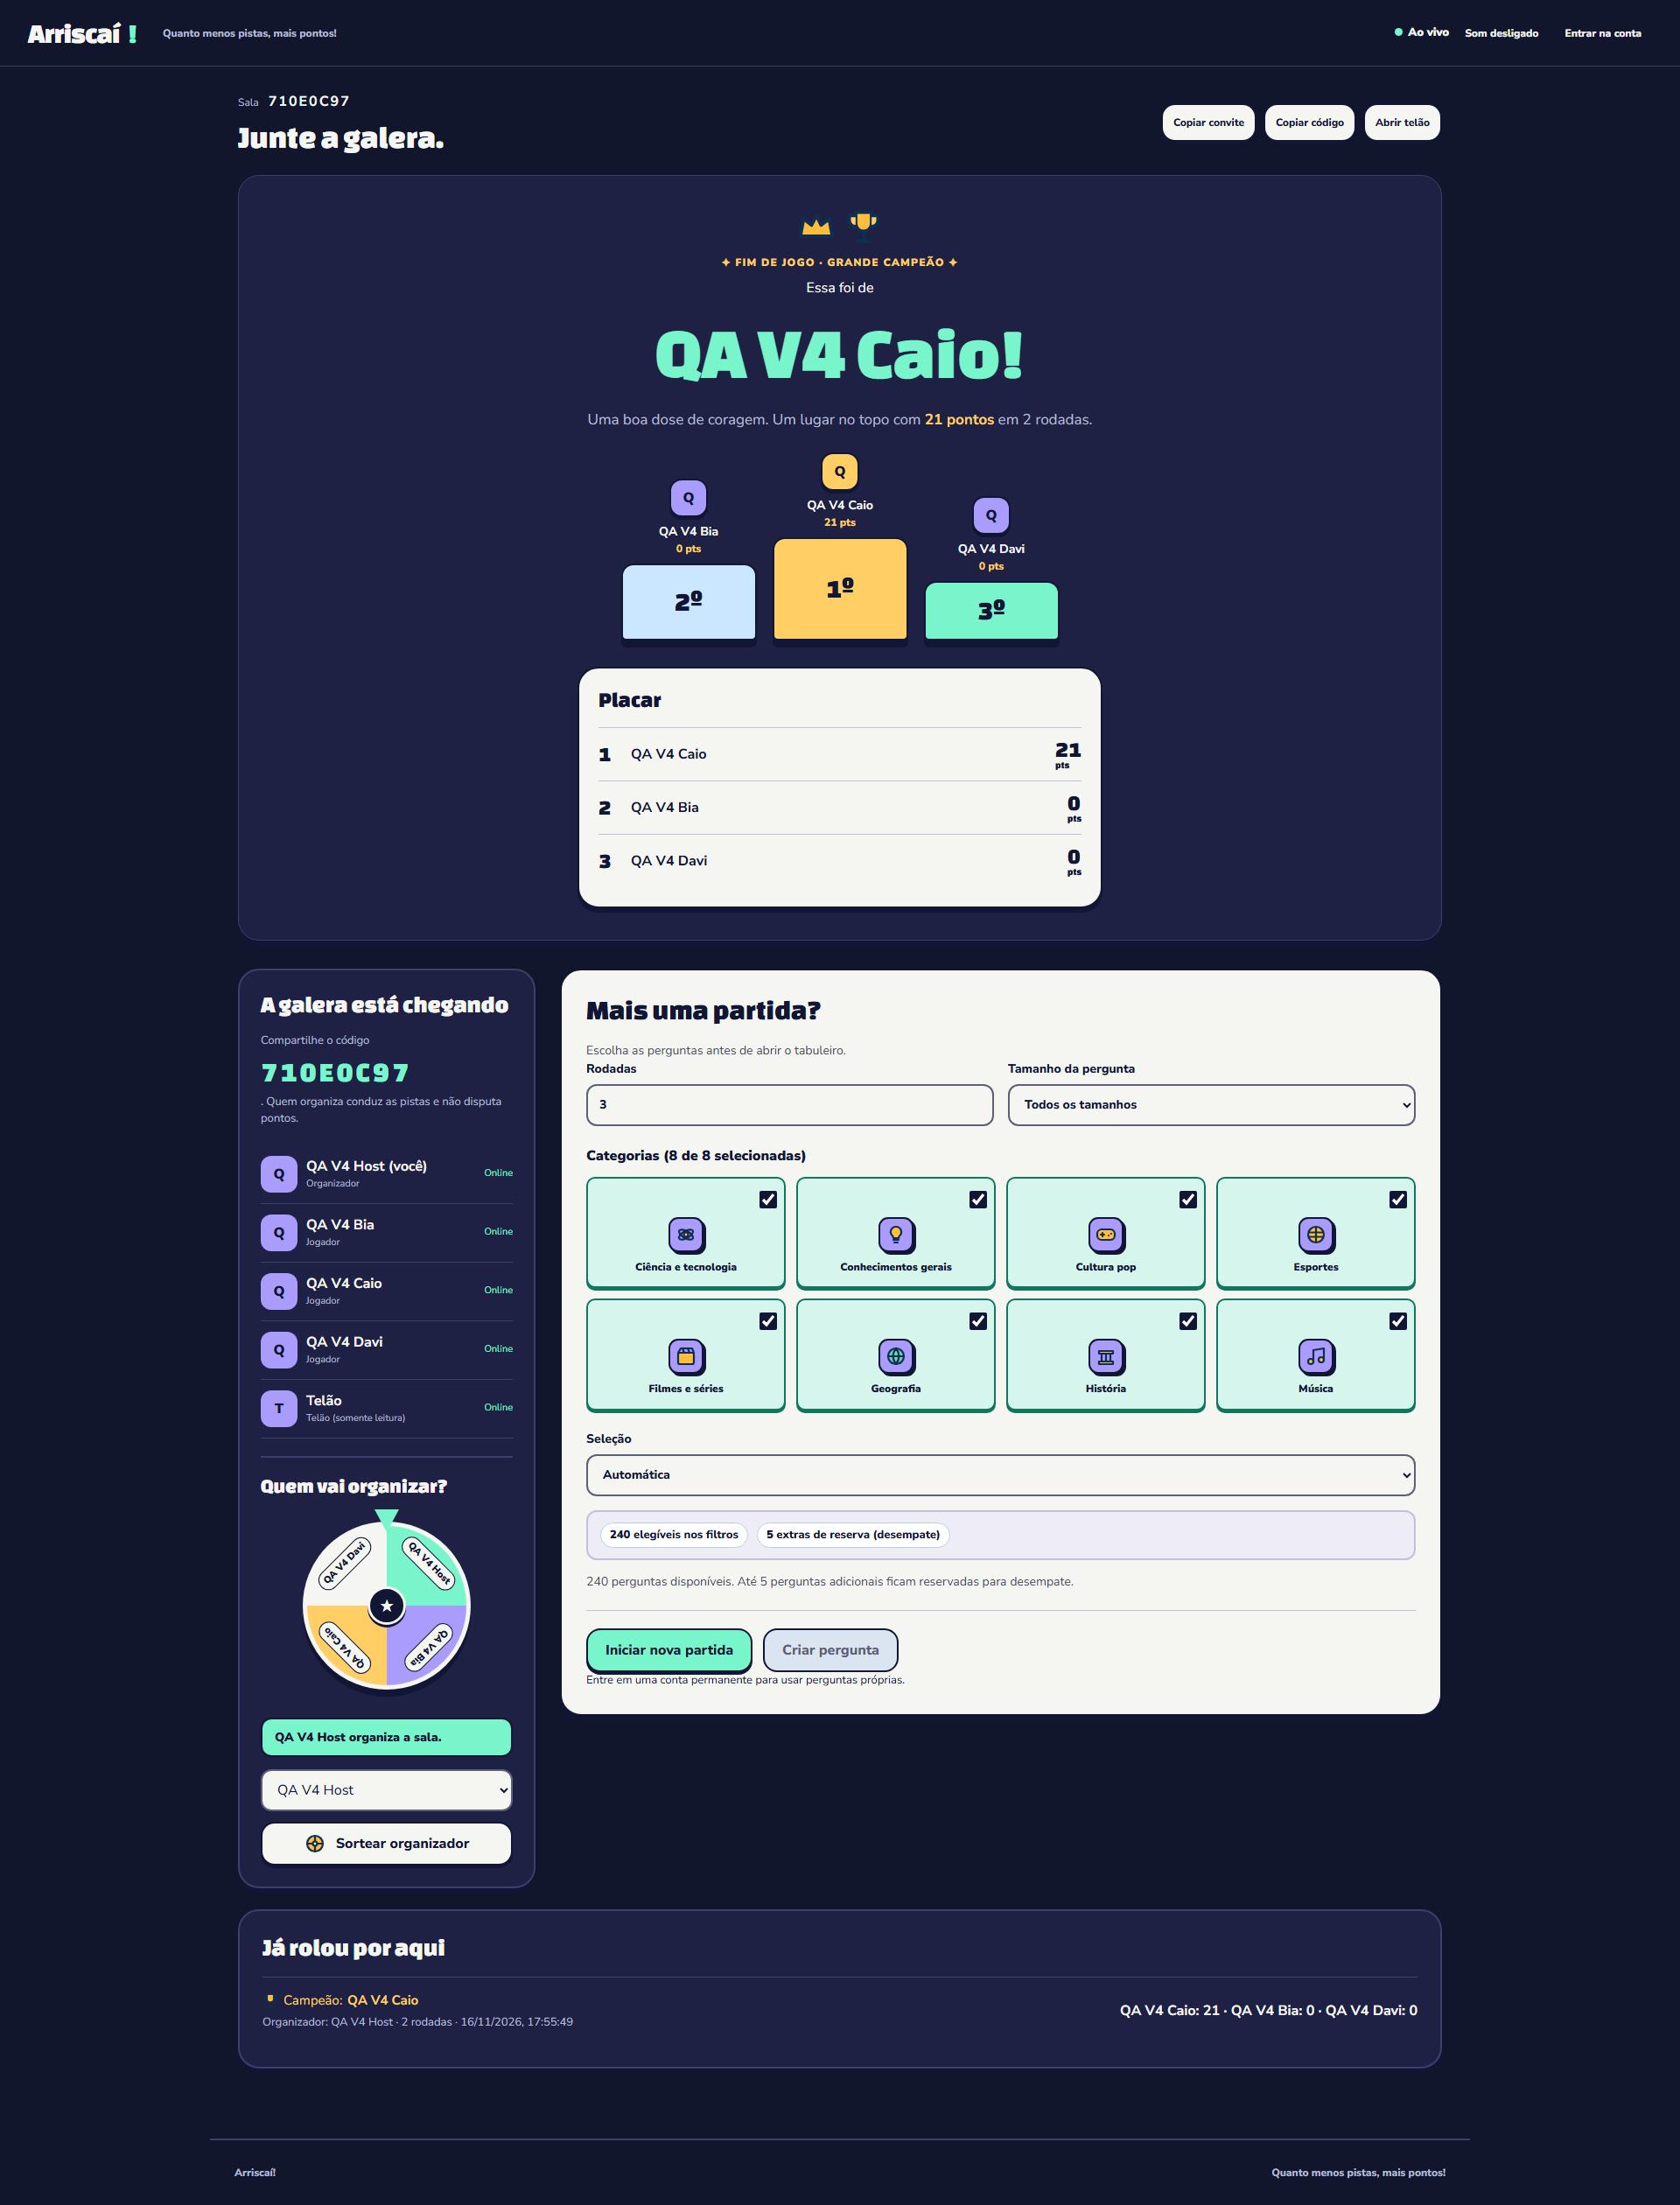 Arriscaí !
Quanto menos pistas, mais pontos!
Ao vivo
Som desligado
Entrar na conta
Sala 710E0C97
Junte a galera.
Copiar convite
Copiar código
Abrir telão
✦ FIM DE JOGO · GRANDE CAMPEÃO ✦
Essa foi de
QA V4 Caio!
Uma boa dose de coragem. Um lugar no topo com 21 pontos em 2 rodadas.
Q
QA V4 Bia
0 pts
2º
Q
QA V4 Caio
21 pts
1º
Q
QA V4 Davi
0 pts
3º
Placar
1 QA V4 Caio 21 pts
2 QA V4 Bia 0 pts
3 QA V4 Davi 0 pts
A galera está chegando
Compartilhe o código
710E0C97
. Quem organiza conduz as pistas e não disputa
pontos.
Q QA V4 Host (você) Online
Organizador
Q QA V4 Bia Online
Jogador
Q QA V4 Caio Online
Jogador
Q QA V4 Davi Online
Jogador
T Telão Online
Telão (somente leitura)
Quem vai organizar?
QA V4 Davi
QA V4 Host
QA V4 Caio
QA V4 Bia
★
QA V4 Host organiza a sala.
QA V4 Host
Sortear organizador
Mais uma partida?
Escolha as perguntas antes de abrir o tabuleiro.
Rodadas
3
Tamanho da pergunta
Todos os tamanhos
Categorias (8 de 8 selecionadas)
Ciência e tecnologia
Conhecimentos gerais
Cultura pop
Esportes
Filmes e séries
Geografia
História
Música
Seleção
Automática
240 elegíveis nos filtros
5 extras de reserva (desempate)
240 perguntas disponíveis. Até 5 perguntas adicionais ficam reservadas para desempate.
Iniciar nova partida
Criar pergunta
Entre em uma conta permanente para usar perguntas próprias.
Já rolou por aqui
Campeão: QA V4 Caio
Organizador: QA V4 Host · 2 rodadas · 16/11/2026, 17:55:49
QA V4 Caio: 21 · QA V4 Bia: 0 · QA V4 Davi: 0
Arriscaí!
Quanto menos pistas, mais pontos!